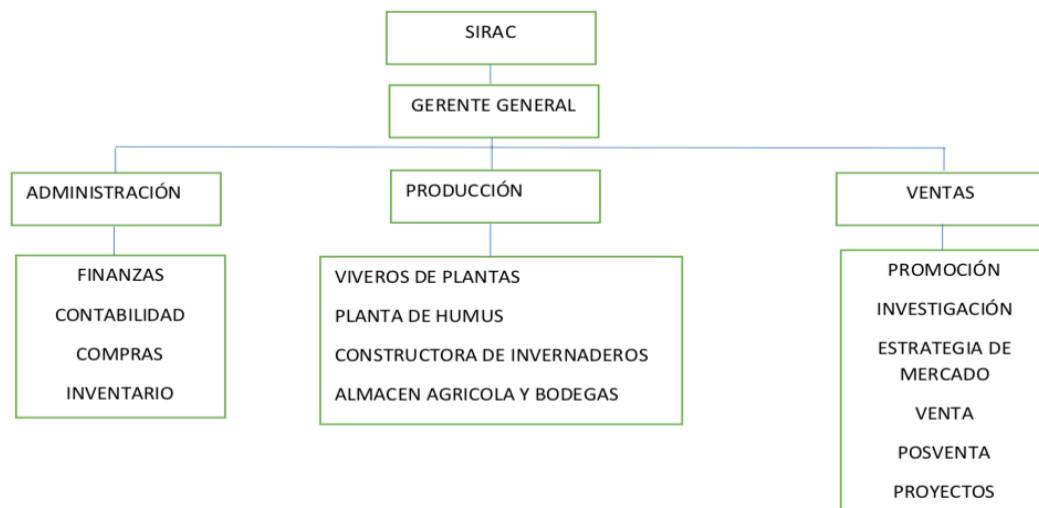 SIRAC
GERENTE GENERAL
ADMINISTRACIÓN
PRODUCCIÓN
VENTAS
FINANZAS
CONTABILIDAD
COMPRAS
INVENTARIO
VIVEROS DE PLANTAS
PLANTA DE HUMUS
CONSTRUCTORA DE INVERNADEROS
ALMACEN AGRICOLA Y BODEGAS
PROMOCIÓN
INVESTIGACIÓN
ESTRATEGIA DE
MERCADO
VENTA
POSVENTA
PROYECTOS